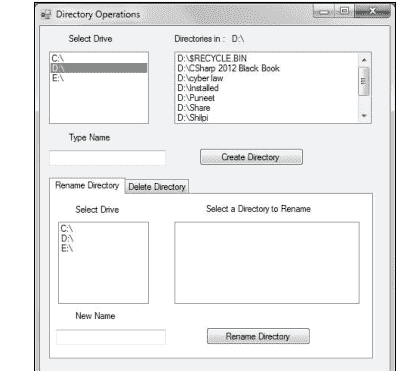 Directory Operations
Select Drive
Directories in : D:\
C:\
D:\
E:\
D:\$RECYCLE.BIN
D:\CSharp 2012 Black Book
D:\cyber law
D:\Installed
D:\Puneet
D:\Share
D:\Shilpi
Type Name
Create Directory
Rename Directory
Delete Directory
Select Drive
Select a Directory to Rename
C:\
D:\
E:\
New Name
Rename Directory